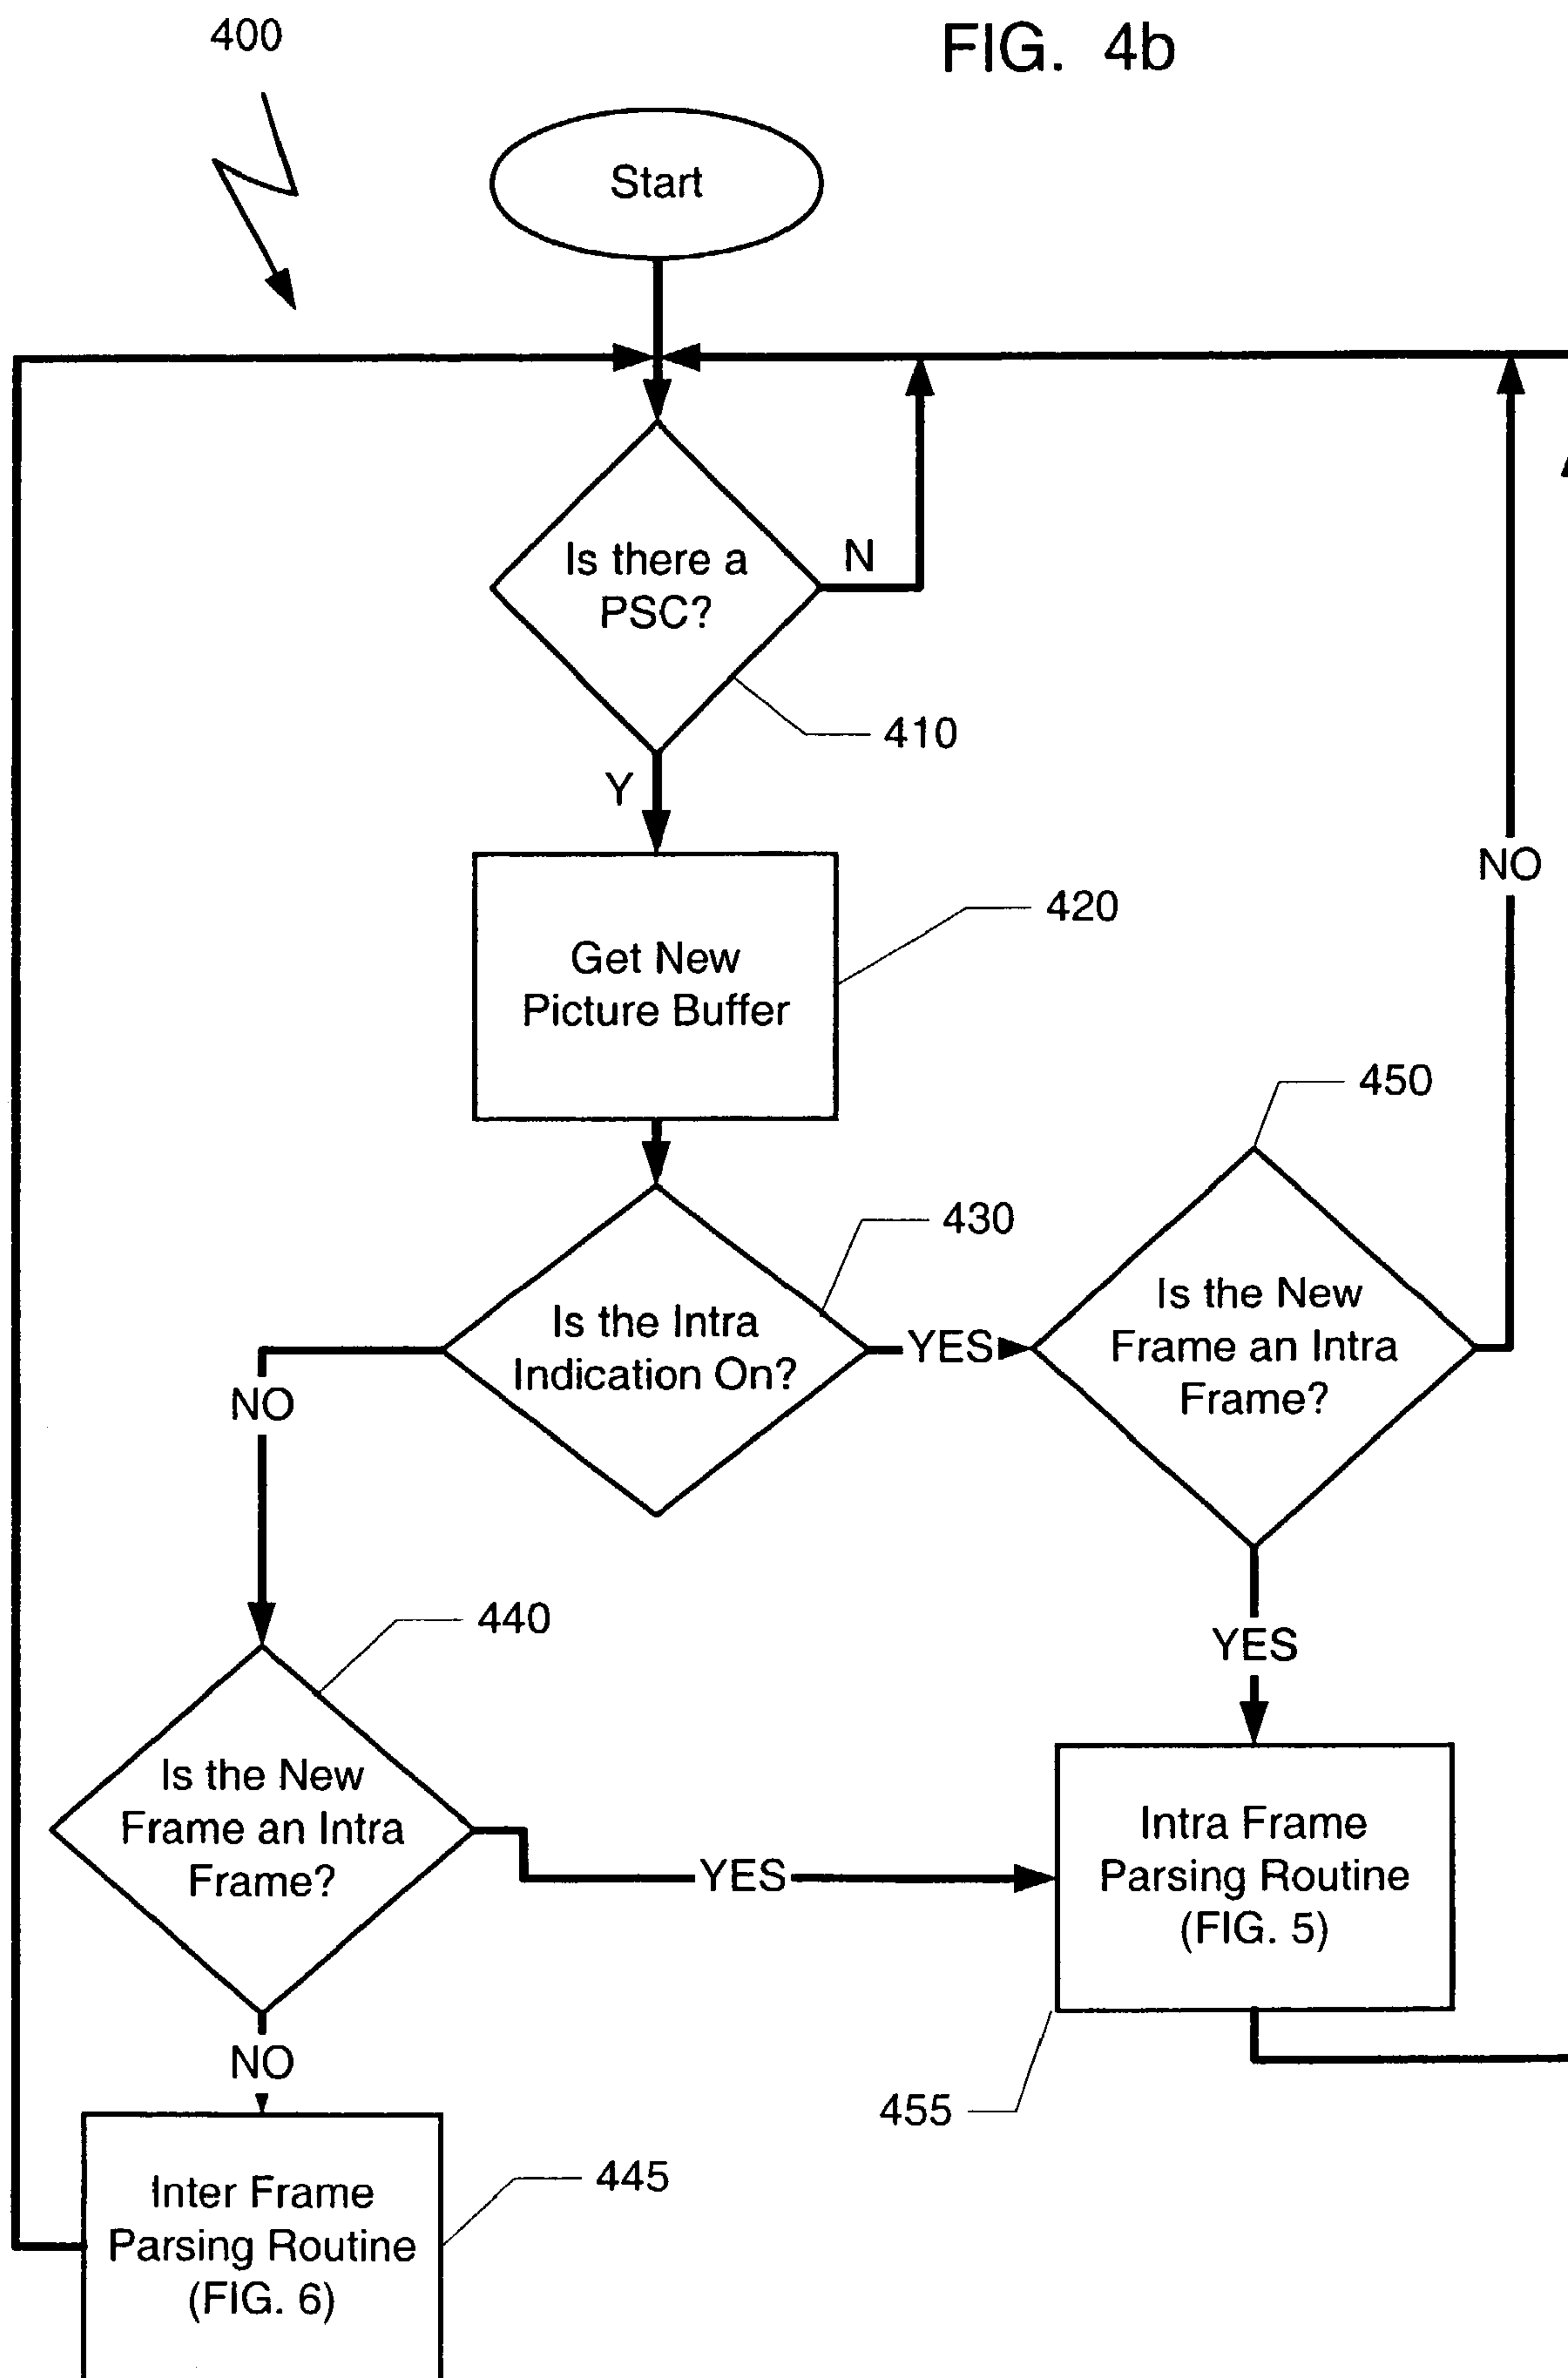 400
FIG. 4b
Start
Is there a
PSC?
N
410
Y
Get New
Picture Buffer
420
NO
450
430
Is the Intra
Indication On?
YES
Is the New
Frame an Intra
Frame?
NO
440
YES
Is the New
Frame an Intra
Frame?
YES
Intra Frame
Parsing Routine
(FIG. 5)
NO
455
Inter Frame
Parsing Routine
(FIG. 6)
445